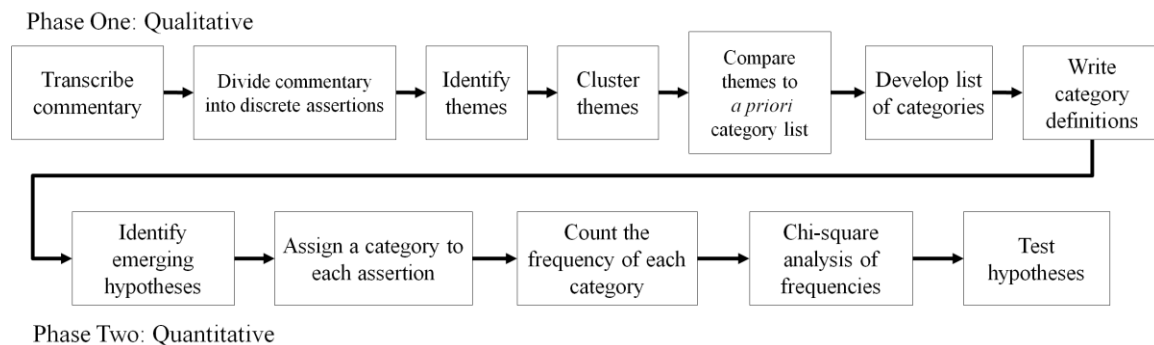 Phase One: Qualitative
Transcribe
commentary
Divide commentary
into discrete assertions
Identify
themes
Cluster
themes
Compare
themes to
a priori
category list
Develop list
of categories
Write
category
definitions
Identify
emerging
hypotheses
Assign a category to
each assertion
Count the
frequency of each
category
Chi-square
analysis of
frequencies
Test
hypotheses
Phase Two: Quantitative